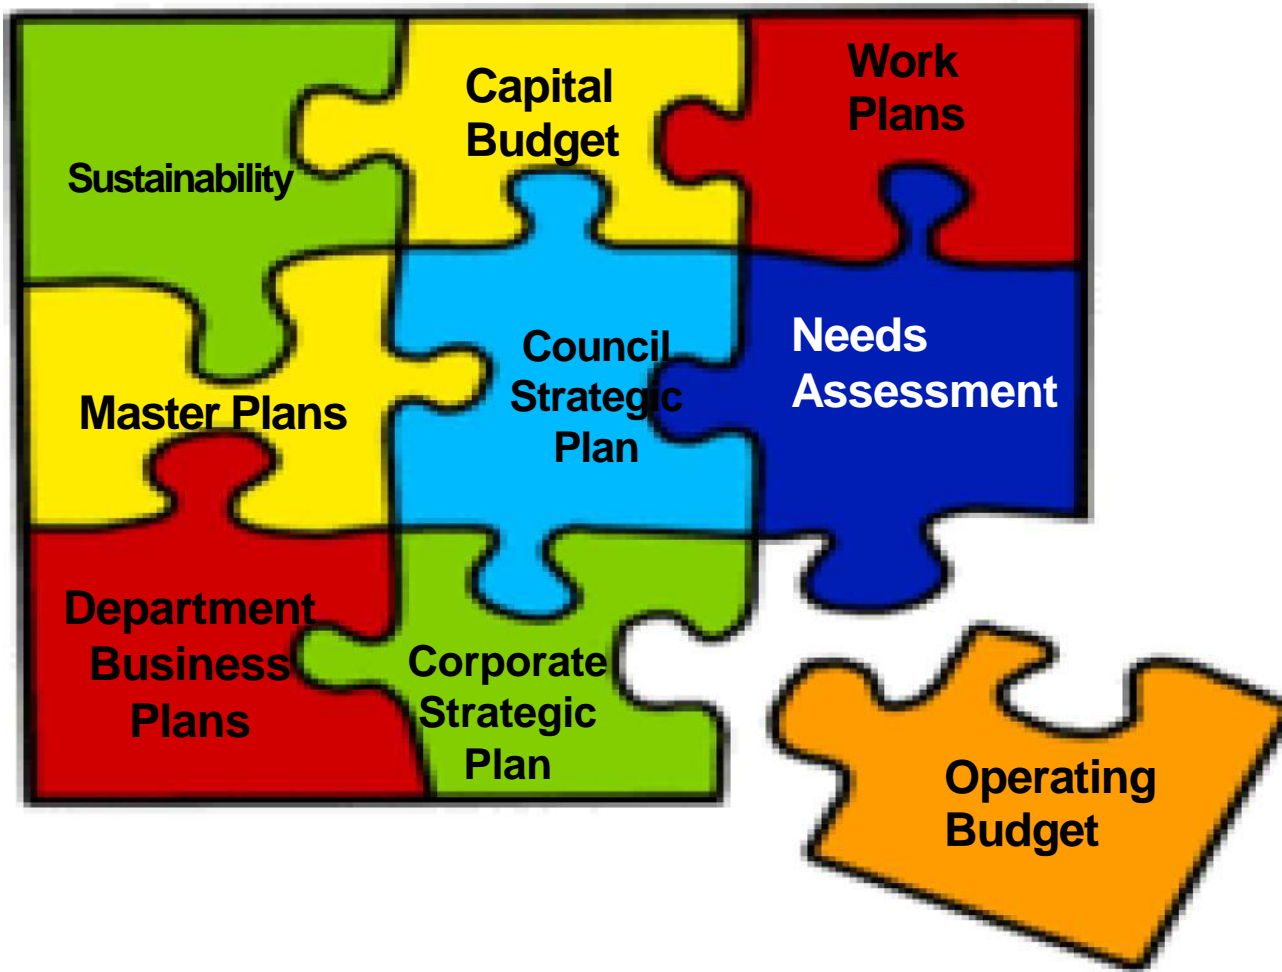 Sustainability
Capital
Budget
Work
Plans
Master Plans
Council
Strategic
Plan
Needs
Assessment
Department
Business
Plans
Corporate
Strategic
Plan
Operating
Budget